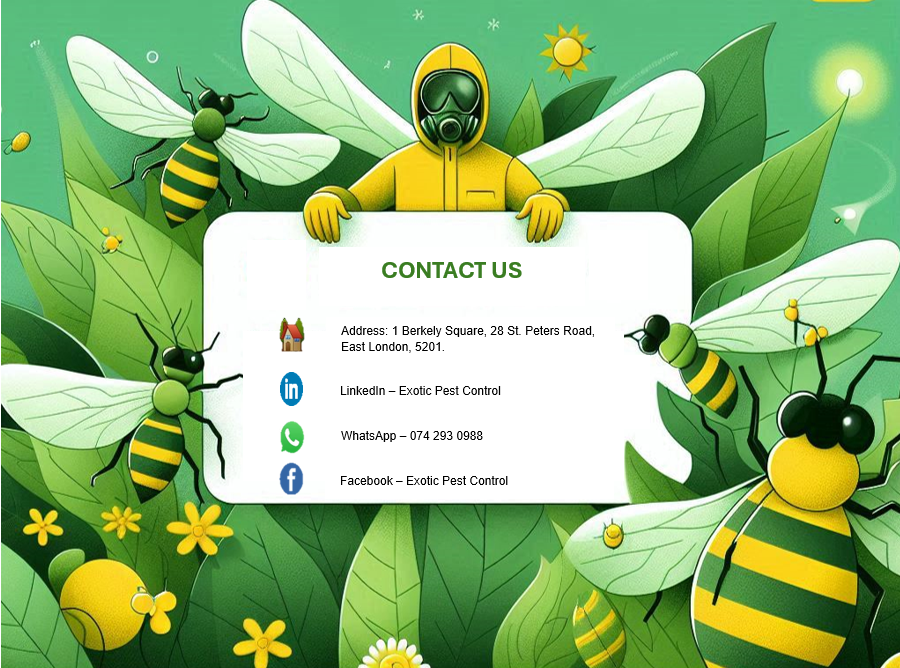 CONTACT US
Address: 1 Berkely Square, 28 St. Peters Road,
East London, 5201.
LinkedIn – Exotic Pest Control
WhatsApp – 074 293 0988
Facebook – Exotic Pest Control